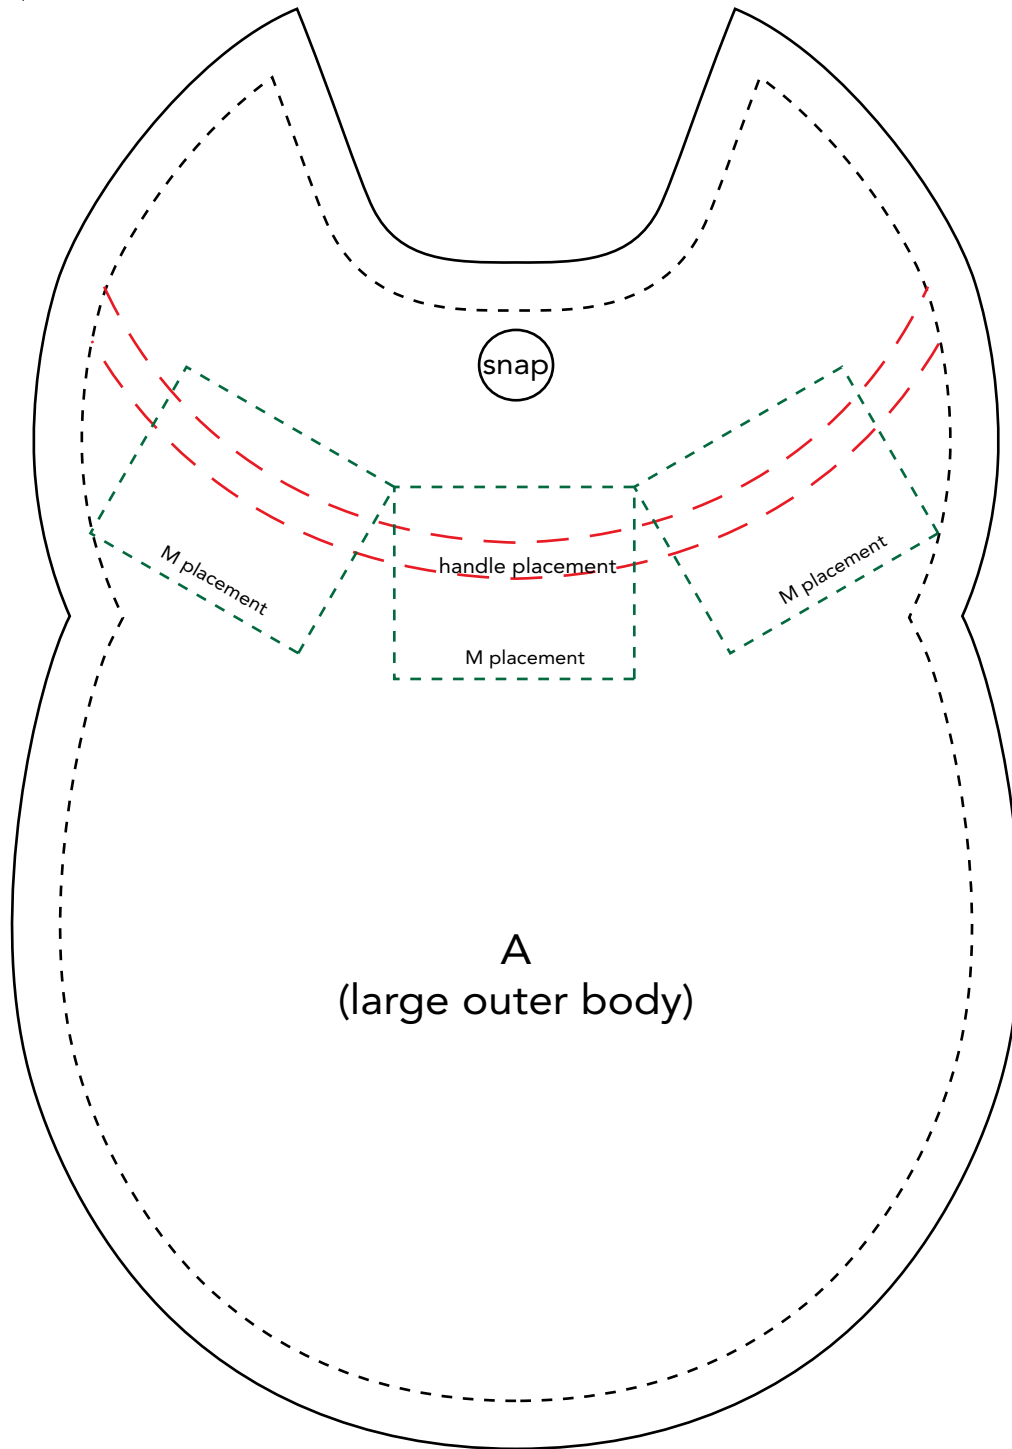 snap
handle placement
M placement
M placement
M placement
A
(large outer body)